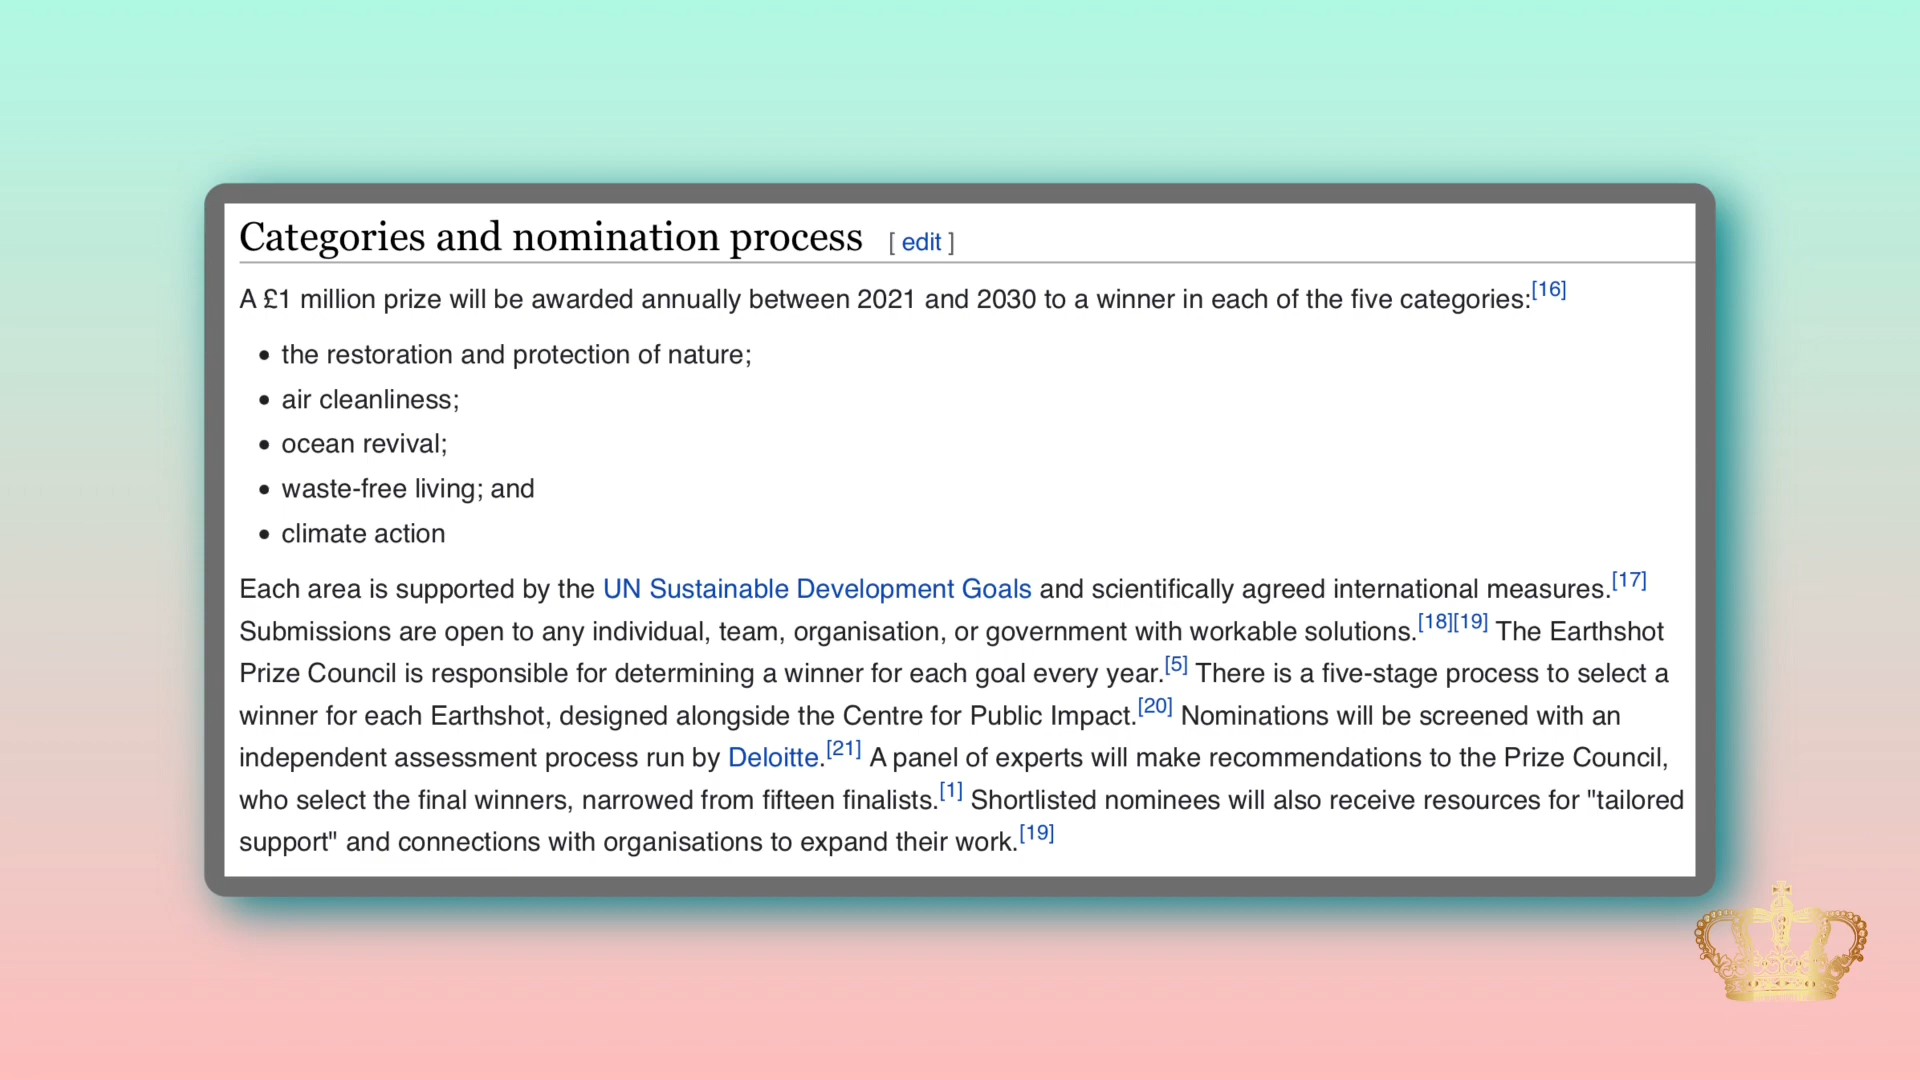 Categories and nomination process [ edit ]
A £1 million prize will be awarded annually between 2021 and 2030 to a winner in each of the five categories:[16]
• the restoration and protection of nature;
• air cleanliness;
• ocean revival;
• waste-free living; and
• climate action
Each area is supported by the UN Sustainable Development Goals and scientifically agreed international measures.[17]
Submissions are open to any individual, team, organisation, or government with workable solutions.[18][19] The Earthshot
Prize Council is responsible for determining a winner for each goal every year.[5] There is a five-stage process to select a
winner for each Earthshot, designed alongside the Centre for Public Impact.[20] Nominations will be screened with an
independent assessment process run by Deloitte.[21] A panel of experts will make recommendations to the Prize Council,
who select the final winners, narrowed from fifteen finalists.[1] Shortlisted nominees will also receive resources for "tailored
support" and connections with organisations to expand their work.[19]